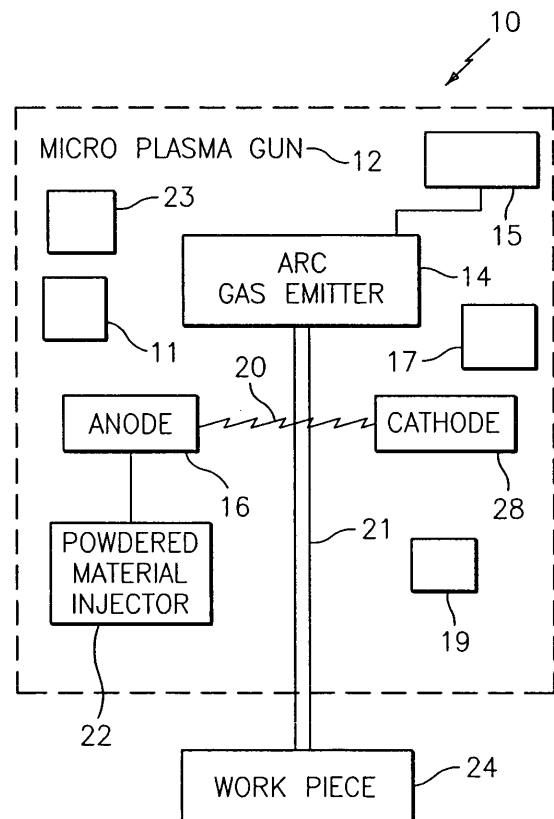 10
MICRO PLASMA GUN 12
23
15
ARC
GAS EMITTER
14
11
17
20
ANODE
CATHODE
16
28
21
POWDERED
MATERIAL
INJECTOR
19
22
WORK PIECE
24